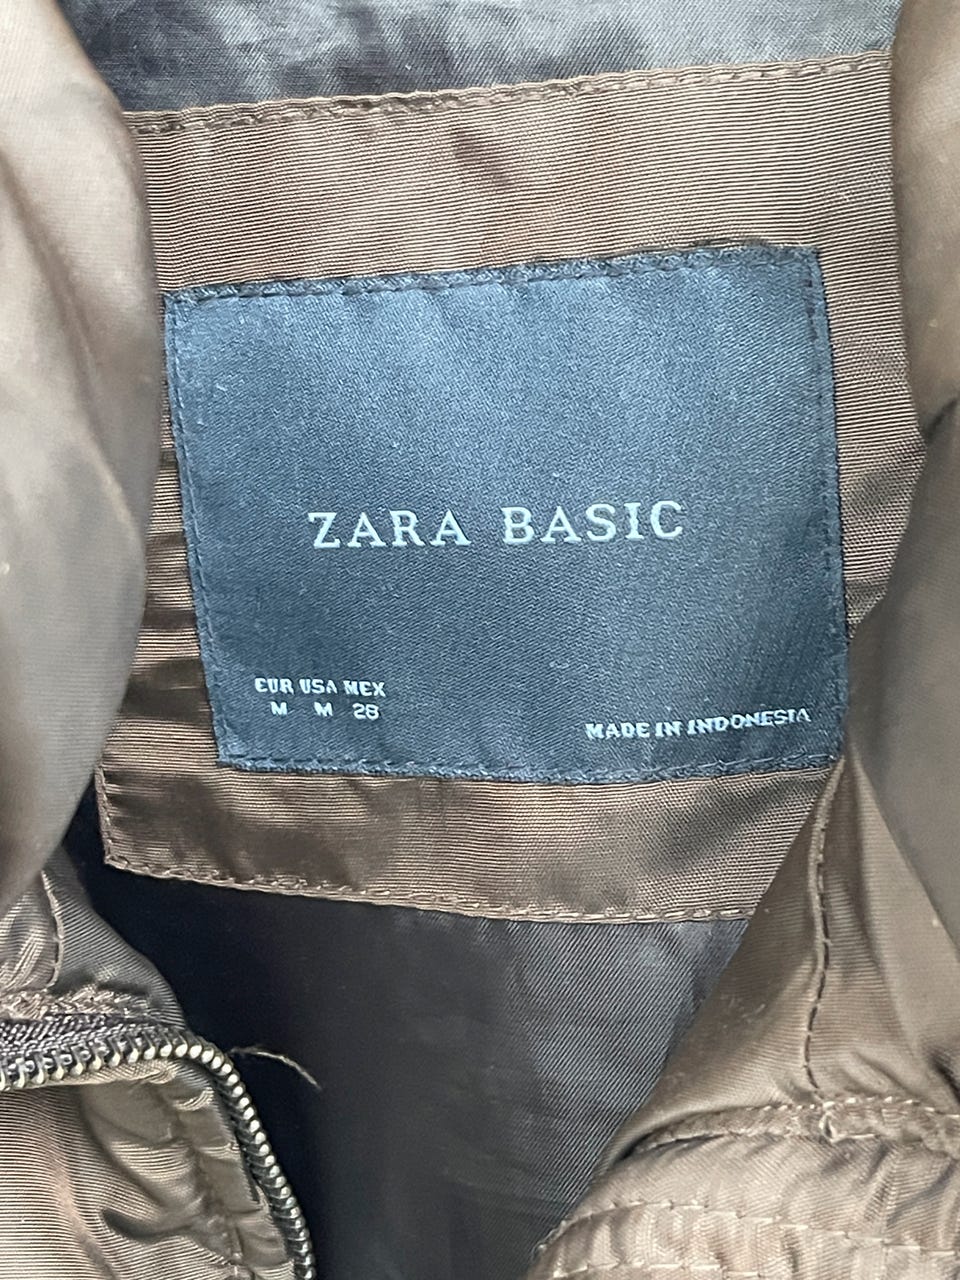 ZARA BASIC
EUR USA MEX
M M 28
MADE IN INDONESIA